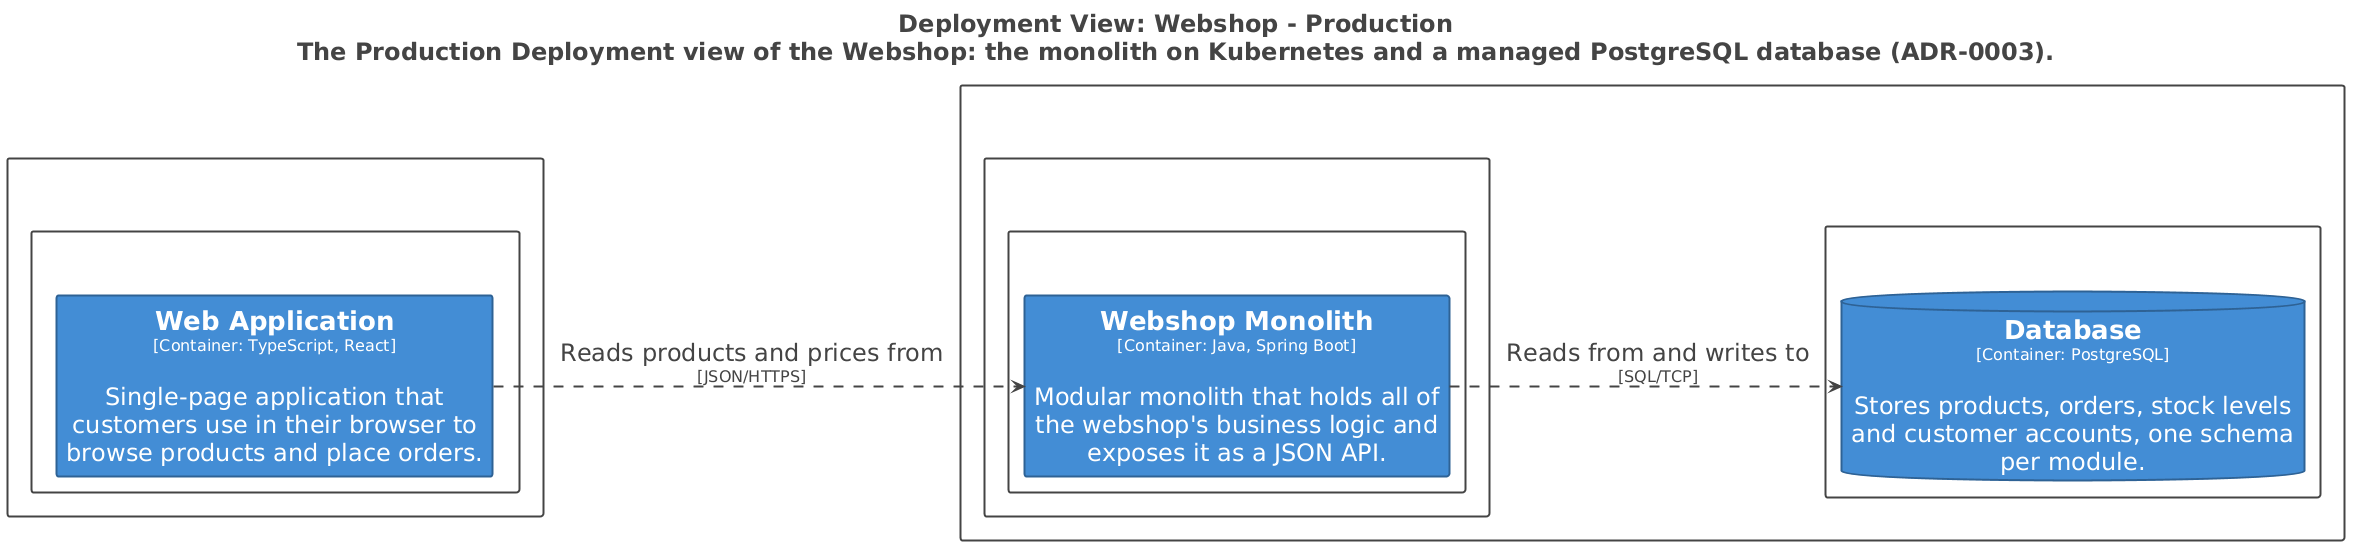 Deployment View: Webshop - Production
The Production Deployment view of the Webshop: the monolith on Kubernetes and a managed PostgreSQL database (ADR-0003).
Web Application
[Container: TypeScript, React]
Single-page application that
customers use in their browser to
browse products and place orders.
Reads products and prices from
[JSON/HTTPS]
Webshop Monolith
[Container: Java, Spring Boot]
Modular monolith that holds all of
the webshop's business logic and
exposes it as a JSON API.
Reads from and writes to
[SQL/TCP]
Database
[Container: PostgreSQL]
Stores products, orders, stock levels
and customer accounts, one schema
per module.